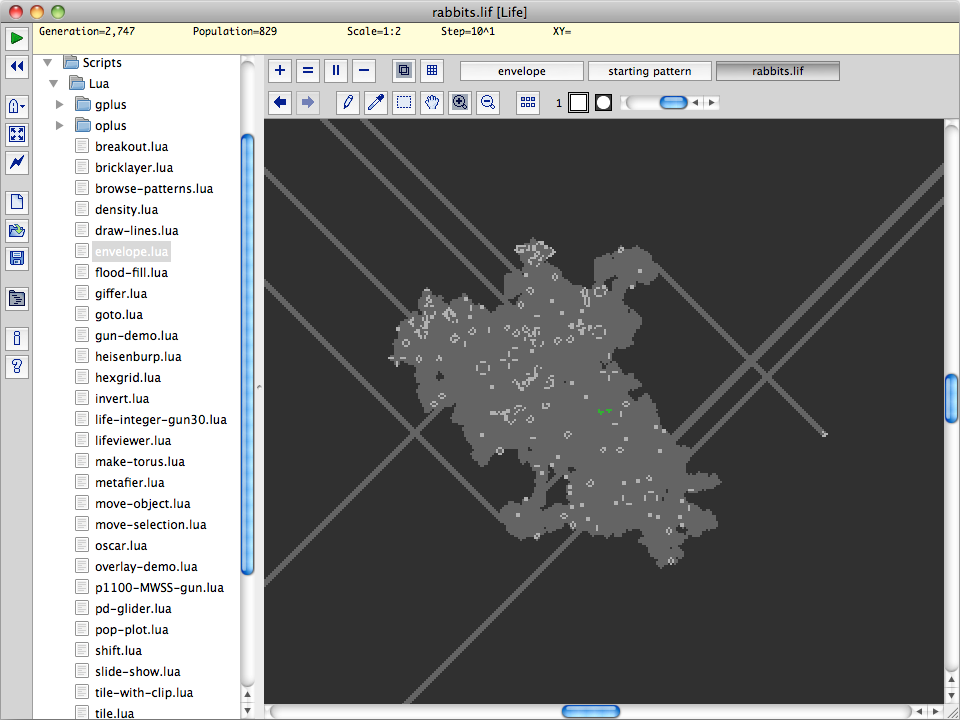 rabbits.lif [Life]
Generation=2,747 Population=829 Scale=1:2 Step=10^1 XY=
Scripts
Lua
gplus
oplus
breakout.lua
bricklayer.lua
browse-patterns.lua
density.lua
draw-lines.lua
envelope.lua
flood-fill.lua
giffer.lua
goto.lua
gun-demo.lua
heisenburp.lua
hexgrid.lua
invert.lua
life-integer-gun30.lua
lifeviewer.lua
make-torus.lua
metafier.lua
move-object.lua
move-selection.lua
oscar.lua
overlay-demo.lua
p1100-MWSS-gun.lua
pd-glider.lua
pop-plot.lua
shift.lua
slide-show.lua
tile-with-clip.lua
tile.lua
envelope starting pattern rabbits.lif
1